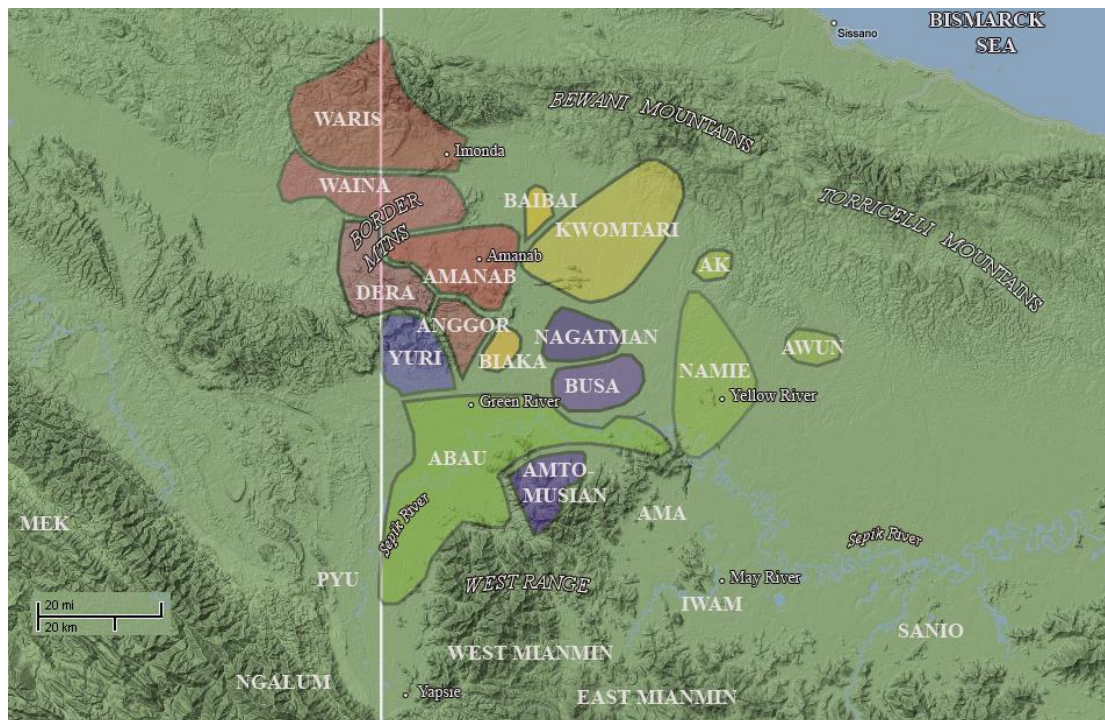 BISMARCK
SEA
Sissano
BEWANI MOUNTAINS
WARIS
Imonda
WAINA
BAIBAI
KWOMTARI
TORRICELLI MOUNTAINS
BORDER
MTNS
Amanab
AMANAB
AK
DERA
ANGGOR
NAGATMAN
AWUN
YURI
BIAKA
NAMIE
BUSA
Yellow River
Green River
ABAU
AMTO-
MUSIAN
Sepik River
AMA
MEK
Sepik River
PYU
WEST RANGE
May River
IWAM
20 mi
20 km
SANIO
WEST MIANMIN
NGALUM
Yapsie
EAST MIANMIN